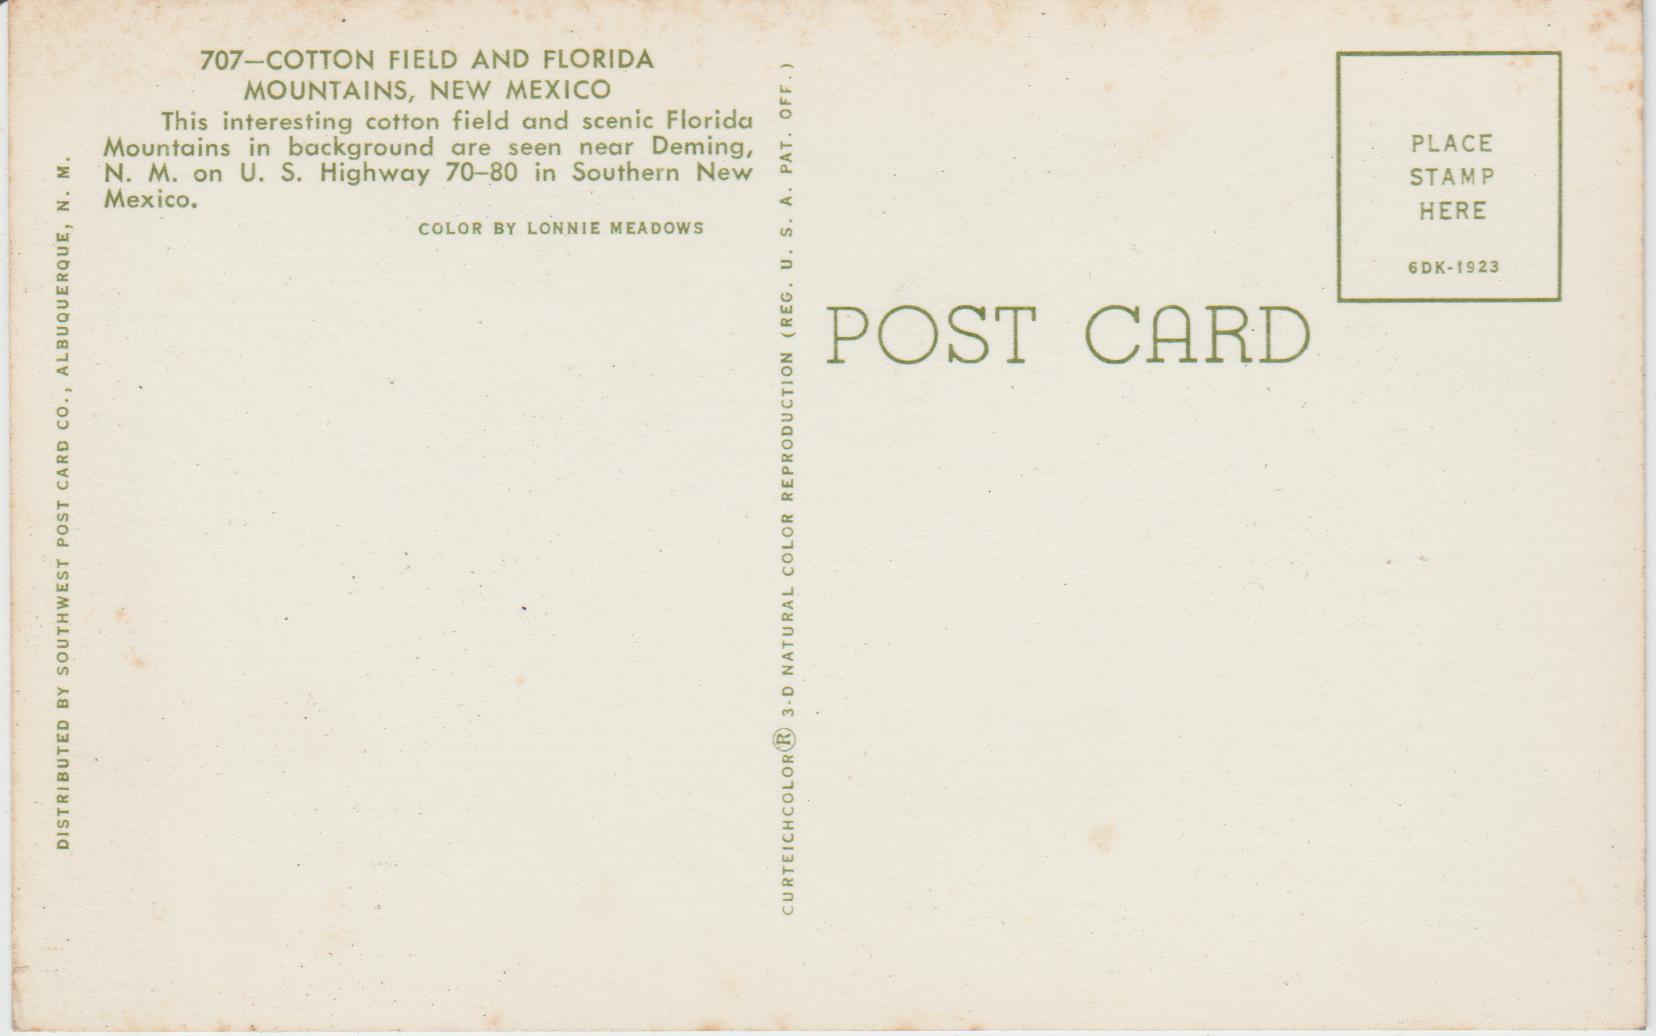 707—COTTON FIELD AND FLORIDA
MOUNTAINS, NEW MEXICO
This interesting cotton field and scenic Florida
Mountains in background are seen near Deming,
N. M. on U. S. Highway 70–80 in Southern New
Mexico.
COLOR BY LONNIE MEADOWS
DISTRIBUTED BY SOUTHWEST POST CARD CO., ALBUQUERQUE, N. M.
CURTEICHCOLOR® 3-D NATURAL COLOR REPRODUCTION (REG. U. S. A. PAT. OFF.)
POST CARD
PLACE
STAMP
HERE
6DK-1923